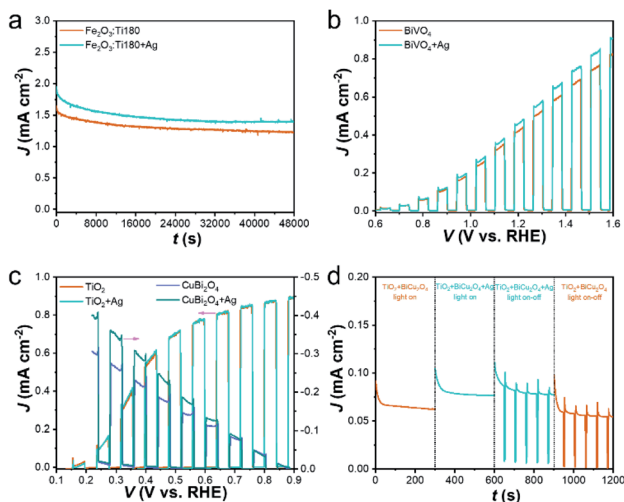 a
Fe₂O₃:Ti180
Fe₂O₃:Ti180+Ag
J (mA cm⁻²)
3.0
2.5
2.0
1.5
1.0
0.5
0.0
0 8000 16000 24000 32000 40000 48000
t (s)
b
BiVO₄
BiVO₄+Ag
J (mA cm⁻²)
1.0
0.8
0.6
0.4
0.2
0.0
0.6 0.8 1.0 1.2 1.4 1.6
V (V vs. RHE)
c
TiO₂
TiO₂+Ag
CuBi₂O₄
CuBi₂O₄+Ag
J (mA cm⁻²)
1.0
0.8
0.6
0.4
0.2
0.0
-0.5
-0.4
-0.3
-0.2
-0.1
0.0
0.1 0.2 0.3 0.4 0.5 0.6 0.7 0.8 0.9
V (V vs. RHE)
d
TiO₂+BiCu₂O₄
light on
TiO₂+BiCu₂O₄+Ag
light on
TiO₂+BiCu₂O₄+Ag
light on-off
TiO₂+BiCu₂O₄
light on-off
J (mA cm⁻²)
0.20
0.15
0.10
0.05
0.00
0 200 400 600 800 1000 1200
t (s)